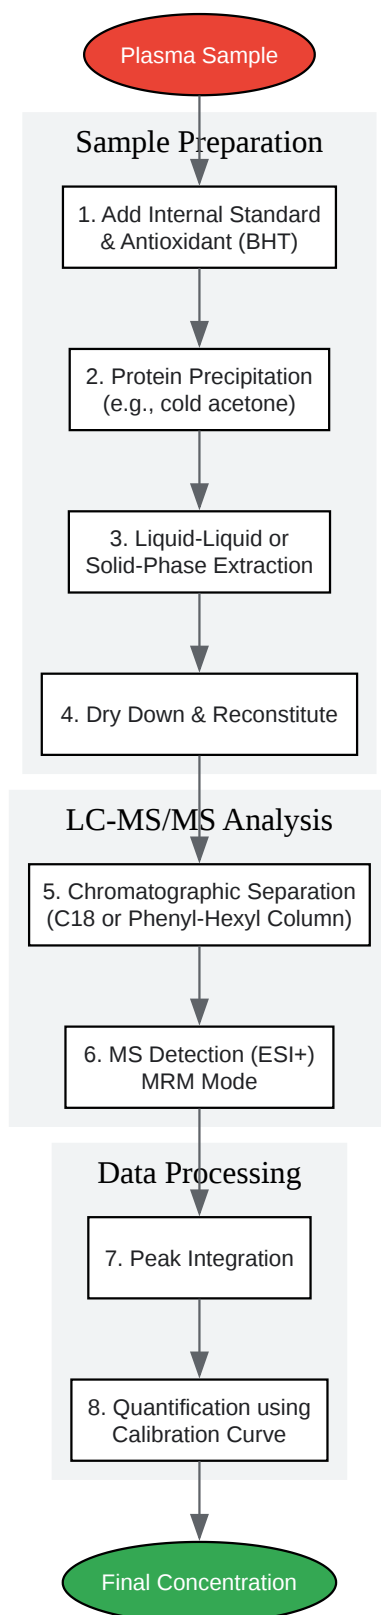 Plasma Sample
Sample Preparation
1. Add Internal Standard
& Antioxidant (BHT)
2. Protein Precipitation
(e.g., cold acetone)
3. Liquid-Liquid or
Solid-Phase Extraction
4. Dry Down & Reconstitute
LC-MS/MS Analysis
5. Chromatographic Separation
(C18 or Phenyl-Hexyl Column)
6. MS Detection (ESI+)
MRM Mode
Data Processing
7. Peak Integration
8. Quantification using
Calibration Curve
Final Concentration